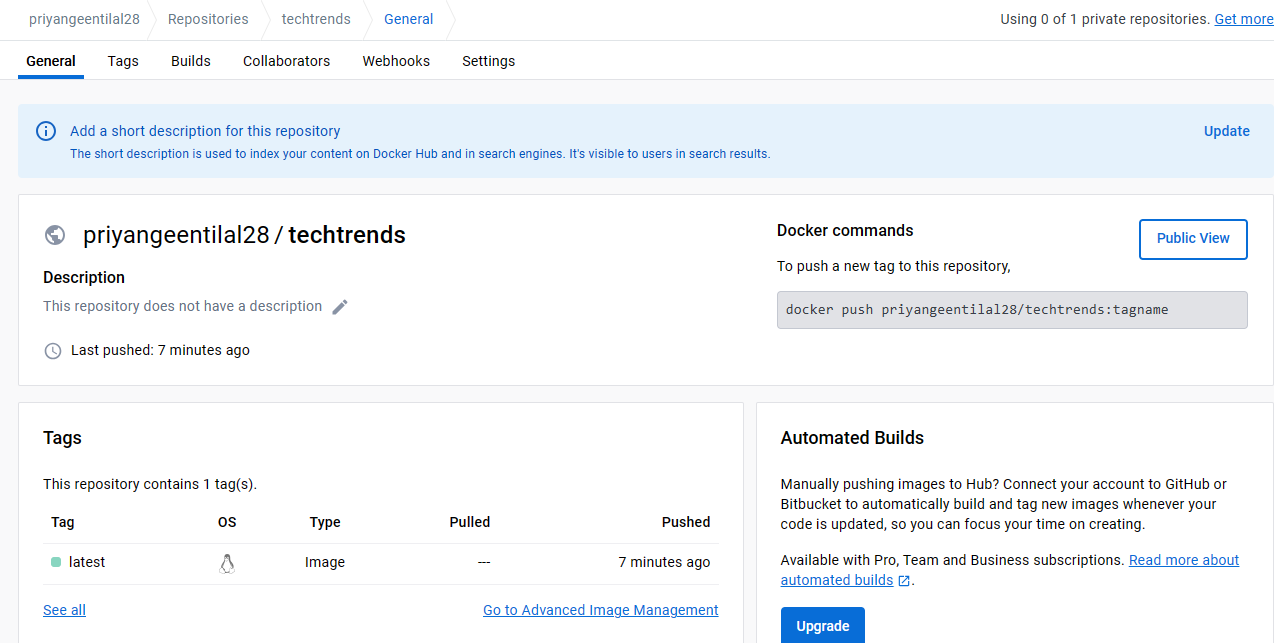 priyangeentilal28 Repositories techtrends General Using 0 of 1 private repositories. Get more
General Tags Builds Collaborators Webhooks Settings
Add a short description for this repository Update
The short description is used to index your content on Docker Hub and in search engines. It's visible to users in search results.
priyangeentilal28 / techtrends
Description
This repository does not have a description
Last pushed: 7 minutes ago
Docker commands
Public View
To push a new tag to this repository,
docker push priyangeentilal28/techtrends:tagname
Tags
This repository contains 1 tag(s).
Tag OS Type Pulled Pushed
latest Image --- 7 minutes ago
See all Go to Advanced Image Management
Automated Builds
Manually pushing images to Hub? Connect your account to GitHub or
Bitbucket to automatically build and tag new images whenever your
code is updated, so you can focus your time on creating.
Available with Pro, Team and Business subscriptions. Read more about
automated builds .
Upgrade